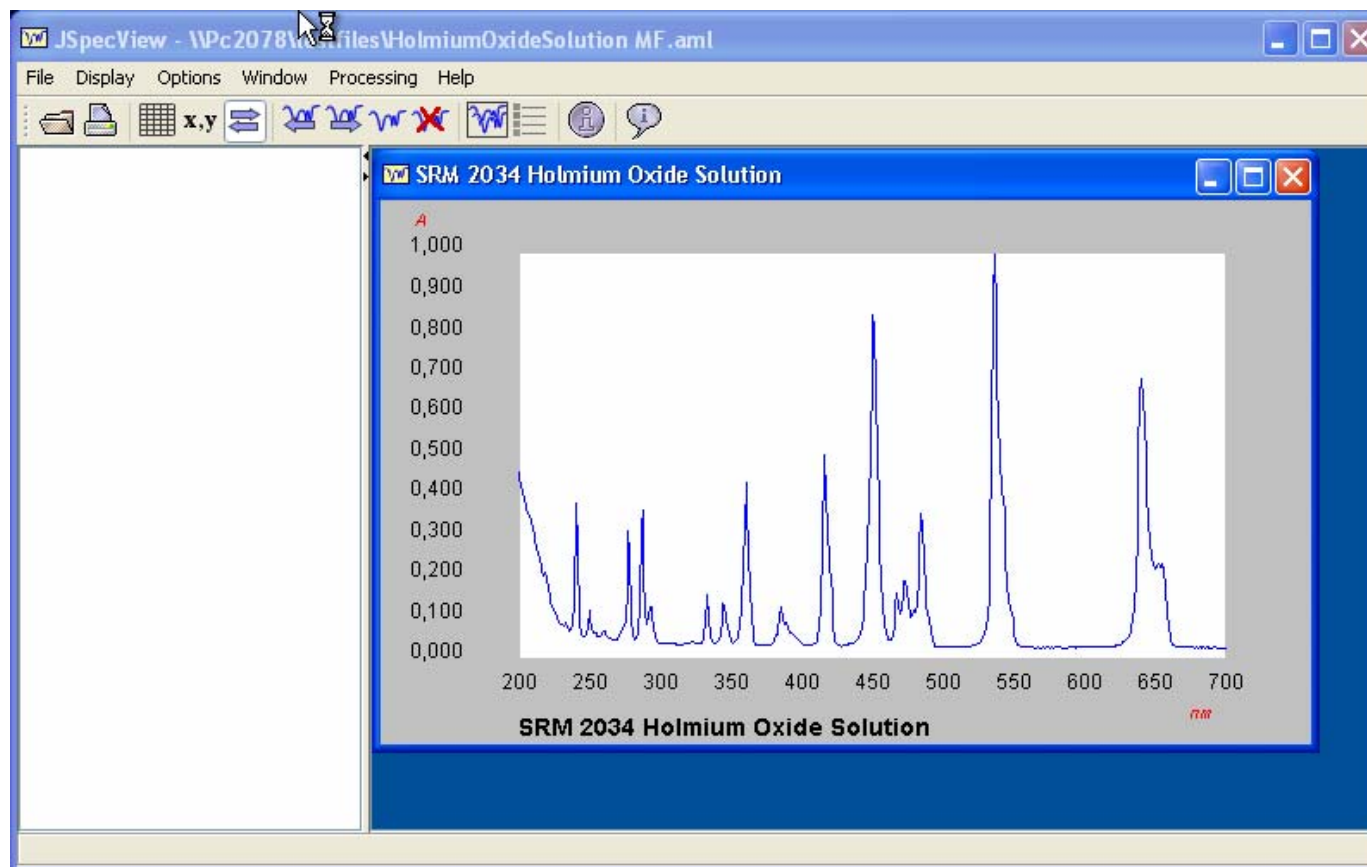 JSpecView - \\Pc2078\ files\HolmiumOxideSolution MF.aml
File Display Options Window Processing Help
x,y
SRM 2034 Holmium Oxide Solution
A
1,000
0,900
0,800
0,700
0,600
0,500
0,400
0,300
0,200
0,100
0,000
200 250 300 350 400 450 500 550 600 650 700
nm
SRM 2034 Holmium Oxide Solution